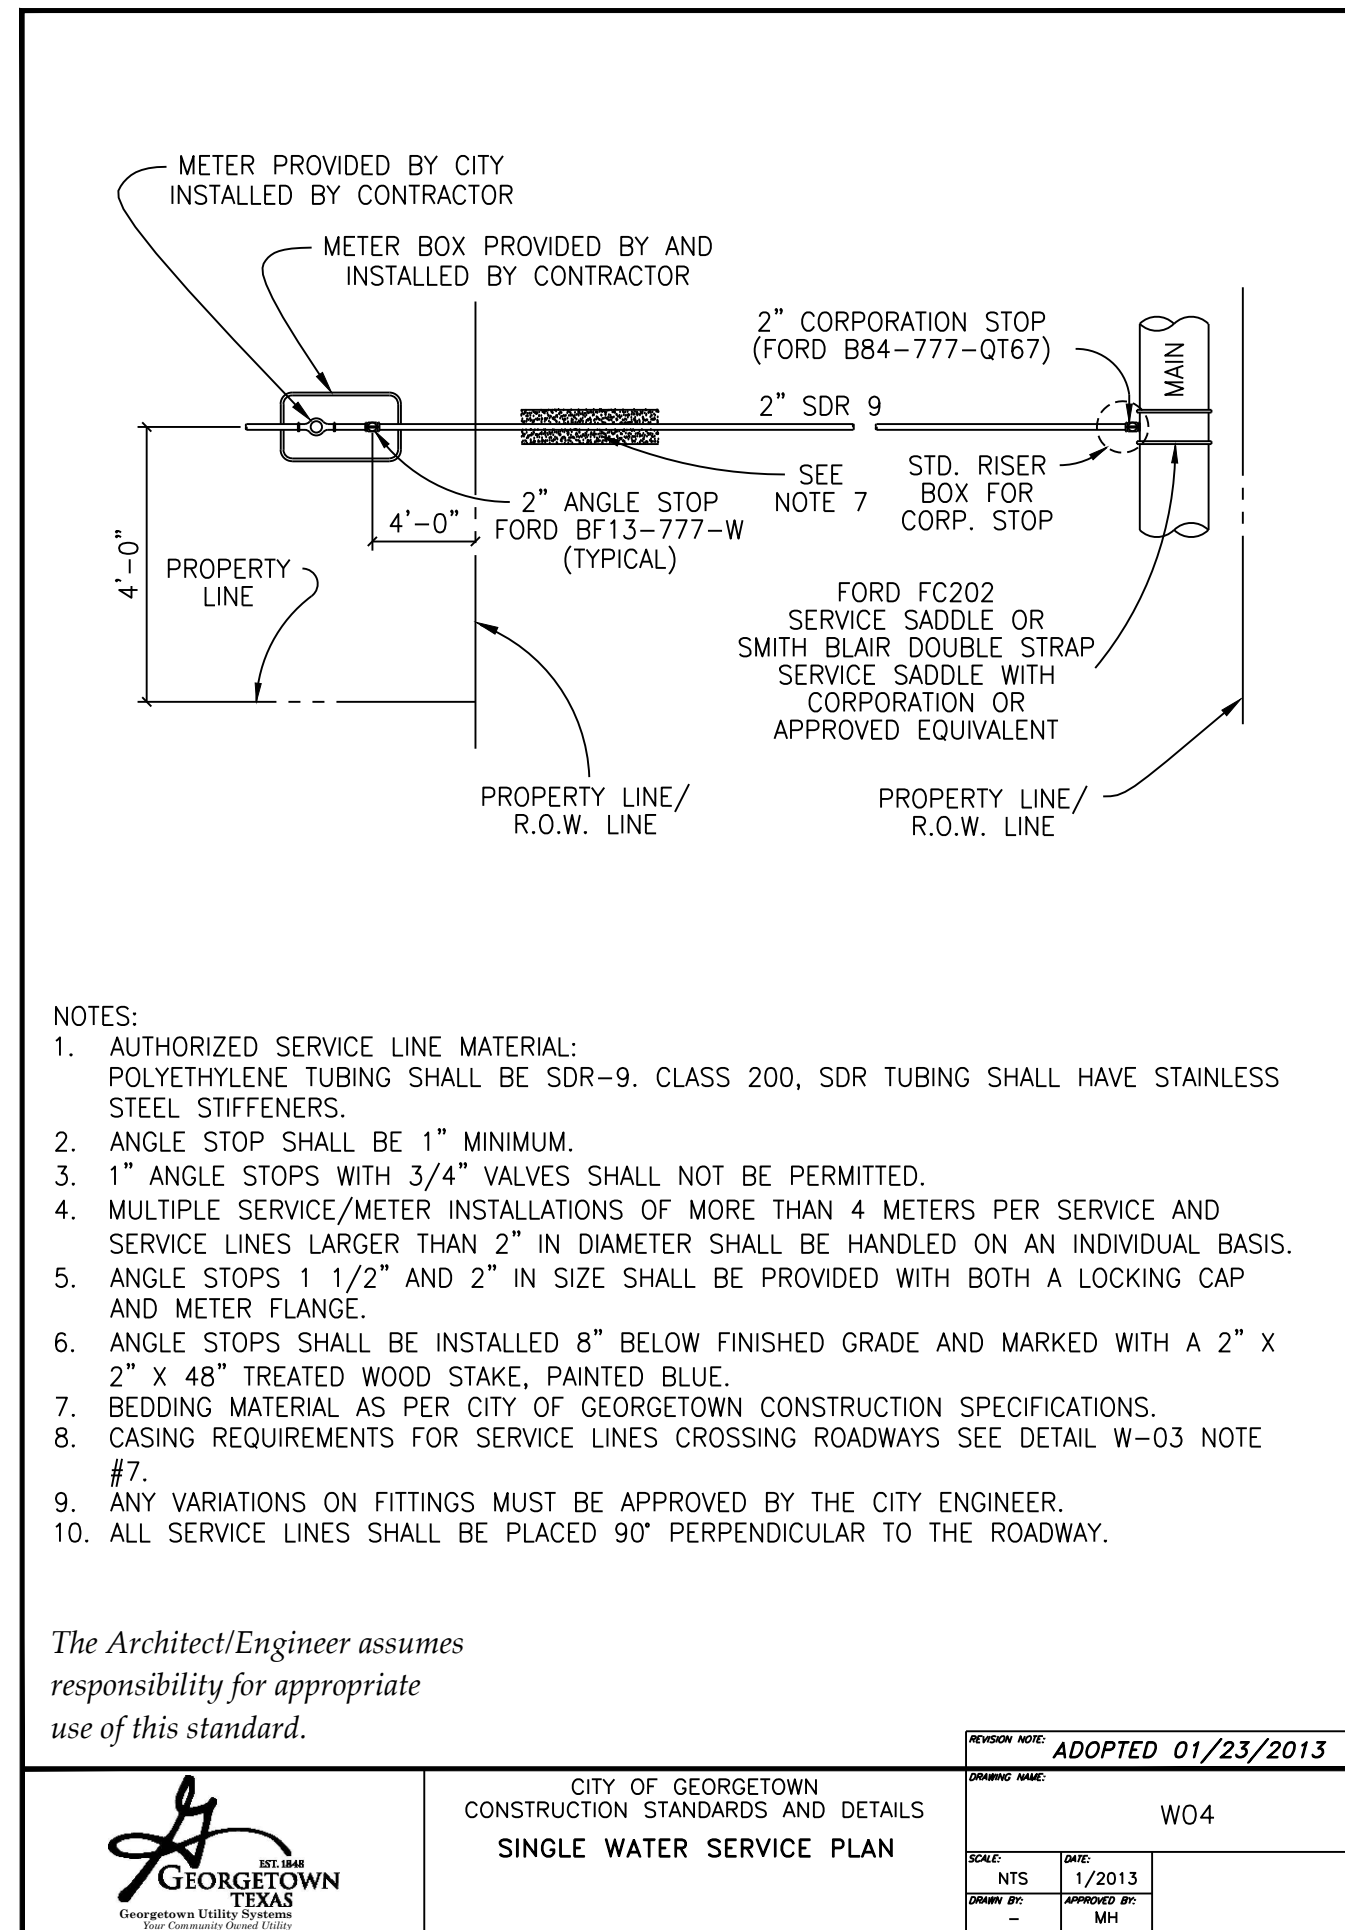 METER PROVIDED BY CITY
INSTALLED BY CONTRACTOR
METER BOX PROVIDED BY AND
INSTALLED BY CONTRACTOR
2" CORPORATION STOP
(FORD B84-777-QT67)
MAIN
2" SDR 9
SEE
NOTE 7
STD. RISER
BOX FOR
CORP. STOP
2" ANGLE STOP
FORD BF13-777-W
(TYPICAL)
4'-0"
4'-0"
PROPERTY
LINE
FORD FC202
SERVICE SADDLE OR
SMITH BLAIR DOUBLE STRAP
SERVICE SADDLE WITH
CORPORATION OR
APPROVED EQUIVALENT
PROPERTY LINE/
R.O.W. LINE
PROPERTY LINE/
R.O.W. LINE
NOTES:
1. AUTHORIZED SERVICE LINE MATERIAL:
POLYETHYLENE TUBING SHALL BE SDR-9. CLASS 200, SDR TUBING SHALL HAVE STAINLESS
STEEL STIFFENERS.
2. ANGLE STOP SHALL BE 1" MINIMUM.
3. 1" ANGLE STOPS WITH 3/4" VALVES SHALL NOT BE PERMITTED.
4. MULTIPLE SERVICE/METER INSTALLATIONS OF MORE THAN 4 METERS PER SERVICE AND
SERVICE LINES LARGER THAN 2" IN DIAMETER SHALL BE HANDLED ON AN INDIVIDUAL BASIS.
5. ANGLE STOPS 1 1/2" AND 2" IN SIZE SHALL BE PROVIDED WITH BOTH A LOCKING CAP
AND METER FLANGE.
6. ANGLE STOPS SHALL BE INSTALLED 8" BELOW FINISHED GRADE AND MARKED WITH A 2" X
2" X 48" TREATED WOOD STAKE, PAINTED BLUE.
7. BEDDING MATERIAL AS PER CITY OF GEORGETOWN CONSTRUCTION SPECIFICATIONS.
8. CASING REQUIREMENTS FOR SERVICE LINES CROSSING ROADWAYS SEE DETAIL W-03 NOTE
#7.
9. ANY VARIATIONS ON FITTINGS MUST BE APPROVED BY THE CITY ENGINEER.
10. ALL SERVICE LINES SHALL BE PLACED 90° PERPENDICULAR TO THE ROADWAY.
The Architect/Engineer assumes
responsibility for appropriate
use of this standard.
REVISION NOTE: ADOPTED 01/23/2013
EST. 1848
GEORGETOWN
TEXAS
Georgetown Utility Systems
Your Community Owned Utility
CITY OF GEORGETOWN
CONSTRUCTION STANDARDS AND DETAILS
SINGLE WATER SERVICE PLAN
DRAWING NAME:
W04
SCALE:
NTS
DATE:
1/2013
DRAWN BY:
-
APPROVED BY:
MH